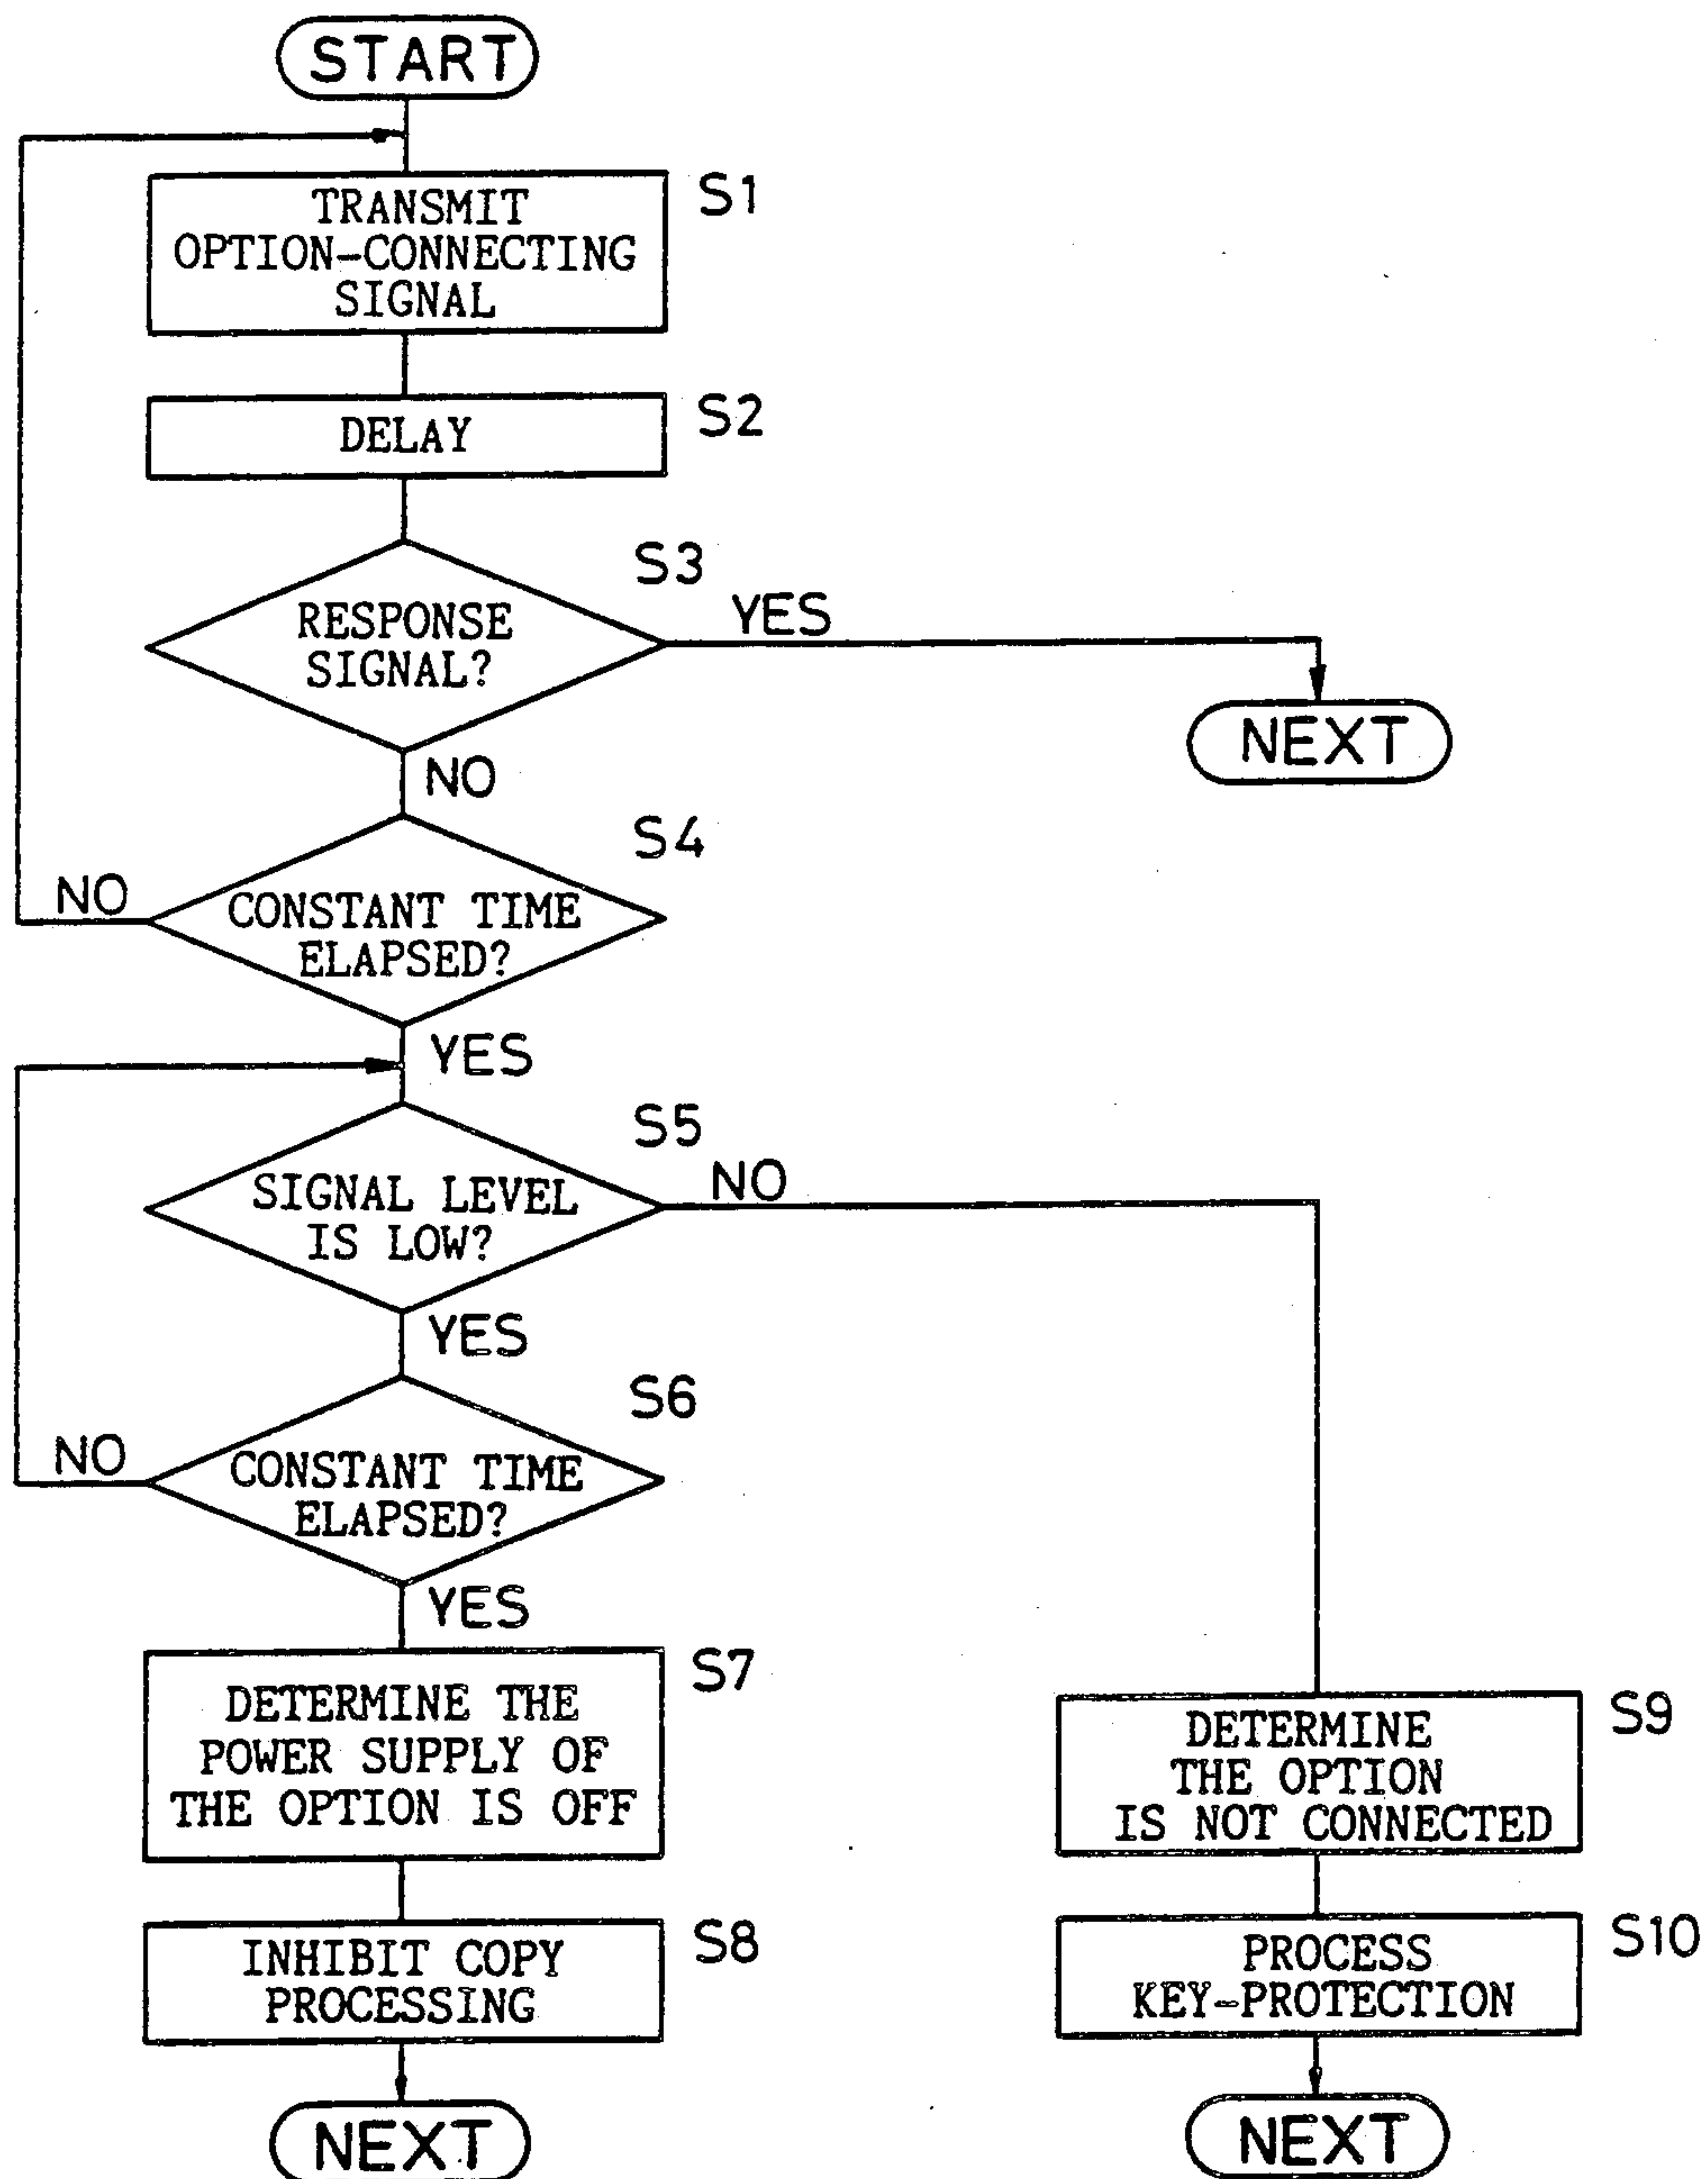 START
TRANSMIT
OPTION-CONNECTING
SIGNAL
S1
DELAY
S2
RESPONSE
SIGNAL?
S3
YES
NEXT
NO
CONSTANT TIME
ELAPSED?
S4
NO
YES
SIGNAL LEVEL
IS LOW?
S5
NO
YES
CONSTANT TIME
ELAPSED?
S6
NO
YES
DETERMINE THE
POWER SUPPLY OF
THE OPTION IS OFF
S7
INHIBIT COPY
PROCESSING
S8
NEXT
DETERMINE
THE OPTION
IS NOT CONNECTED
S9
PROCESS
KEY-PROTECTION
S10
NEXT